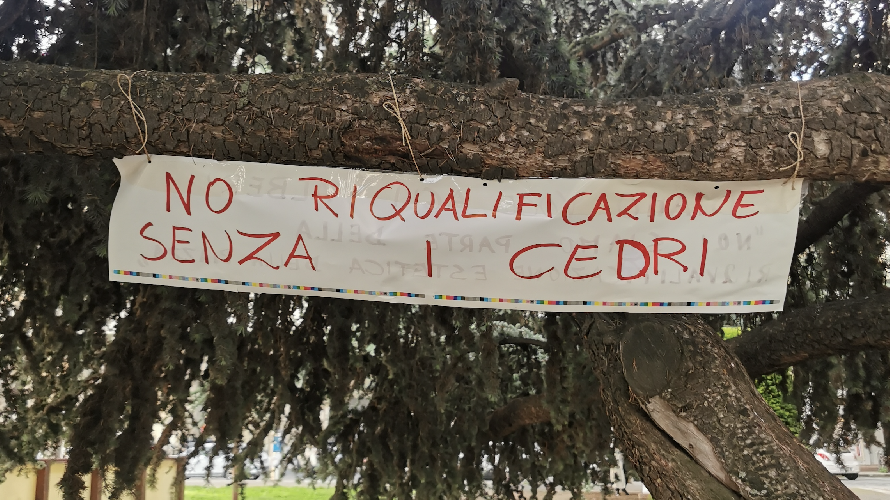 NO RIQUALIFICAZIONE
SENZA I CEDRI